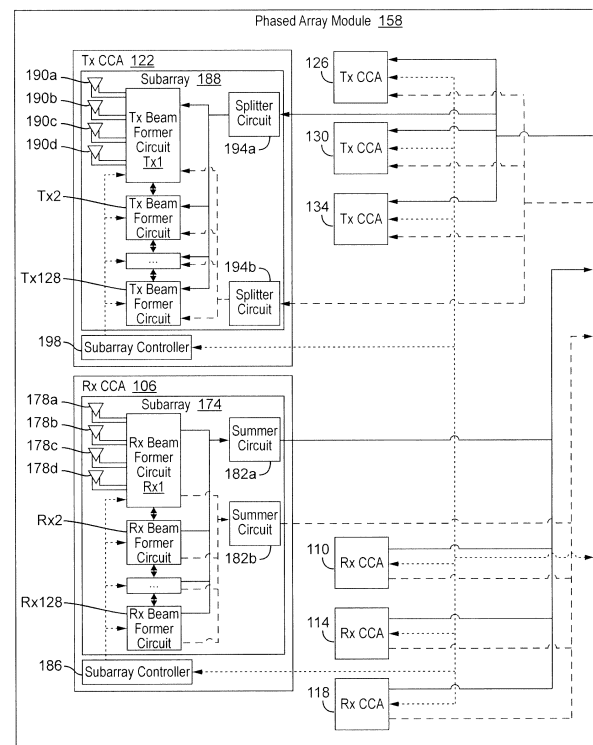 Phased Array Module 158
Tx CCA 122
Subarray 188
190a
190b
190c
190d
Tx Beam
Former
Circuit
Tx1
Splitter
Circuit
194a
Tx2
Tx Beam
Former
Circuit
...
194b
Tx128
Tx Beam
Former
Circuit
Splitter
Circuit
198
Subarray Controller
126
Tx CCA
130
Tx CCA
134
Tx CCA
Rx CCA 106
Subarray 174
178a
178b
178c
178d
Rx Beam
Former
Circuit
Rx1
Summer
Circuit
182a
Rx2
Rx Beam
Former
Circuit
Summer
Circuit
182b
...
Rx128
Rx Beam
Former
Circuit
186
Subarray Controller
110
Rx CCA
114
Rx CCA
118
Rx CCA